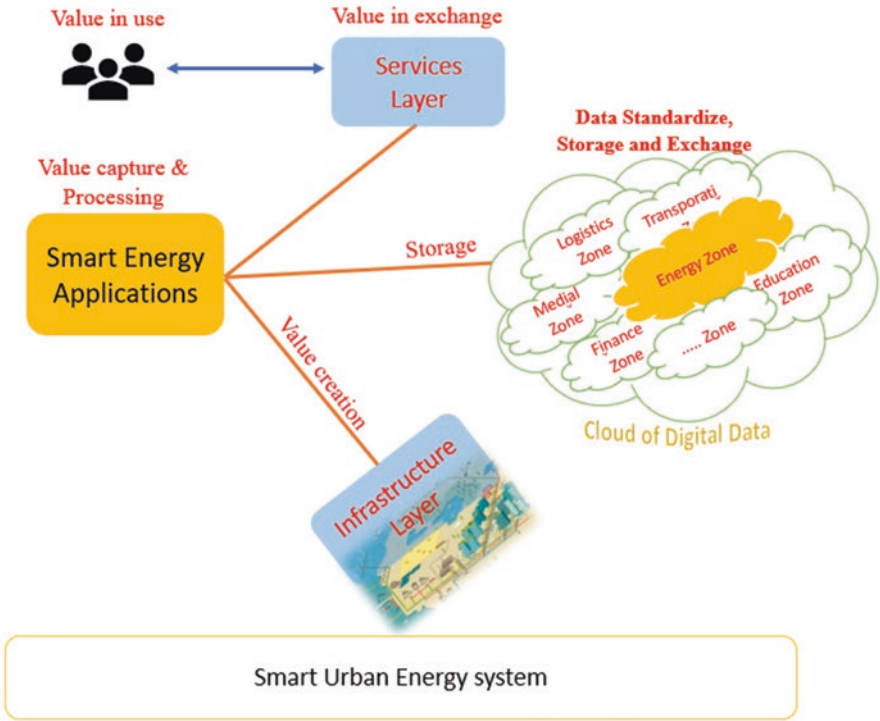 Value in use
Value in exchange
Services
Layer
Data Standardize,
Storage and Exchange
Value capture &
Processing
Smart Energy
Applications
Storage
Value creation
Logistics
Zone
Transporati
Energy Zone
Medial
Zone
Education
Zone
Finance
Zone
..... Zone
Cloud of Digital Data
Infrastructure
Layer
Smart Urban Energy system